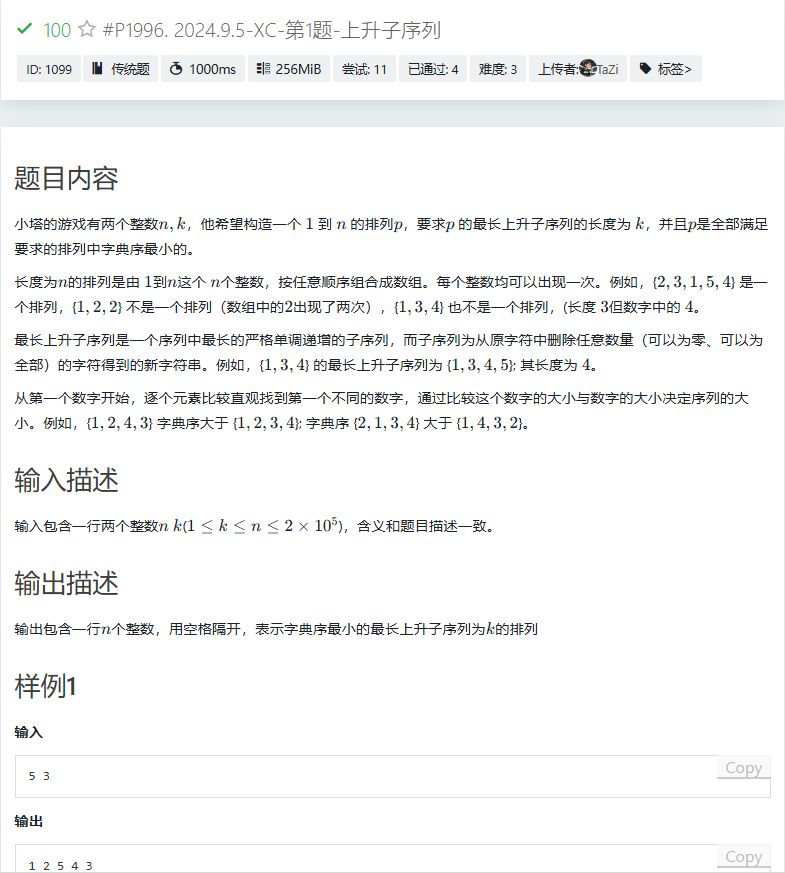 100 #P1996. 2024.9.5-XC-第1题-上升子序列
ID: 1099 传统题 1000ms 256MiB 尝试: 11 已通过: 4 难度: 3 上传者: TaZi 标签>
题目内容
小塔的游戏有两个整数n, k，他希望构造一个 1 到 n 的排列p，要求p 的最长上升子序列的长度为 k，并且p是全部满足
要求的排列中字典序最小的。
长度为n的排列是由 1到n这个 n个整数，按任意顺序组合成数组。每个整数均可以出现一次。例如，{2, 3, 1, 5, 4} 是一
个排列，{1, 2, 2} 不是一个排列（数组中的2出现了两次），{1, 3, 4} 也不是一个排列，(长度 3但数字中的 4。
最长上升子序列是一个序列中最长的严格单调递增的子序列，而子序列为从原字符中删除任意数量（可以为零、可以为
全部）的字符得到的新字符串。例如，{1, 3, 4} 的最长上升子序列为 {1, 3, 4, 5}; 其长度为 4。
从第一个数字开始，逐个元素比较直观找到第一个不同的数字，通过比较这个数字的大小与数字的大小决定序列的大
小。例如，{1, 2, 4, 3} 字典序大于 {1, 2, 3, 4}; 字典序 {2, 1, 3, 4} 大于 {1, 4, 3, 2}。
输入描述
输入包含一行两个整数n k(1 ≤ k ≤ n ≤ 2 × 10⁵)，含义和题目描述一致。
输出描述
输出包含一行n个整数，用空格隔开，表示字典序最小的最长上升子序列为k的排列
样例1
输入
Copy
5 3
输出
Copy
1 2 5 4 3